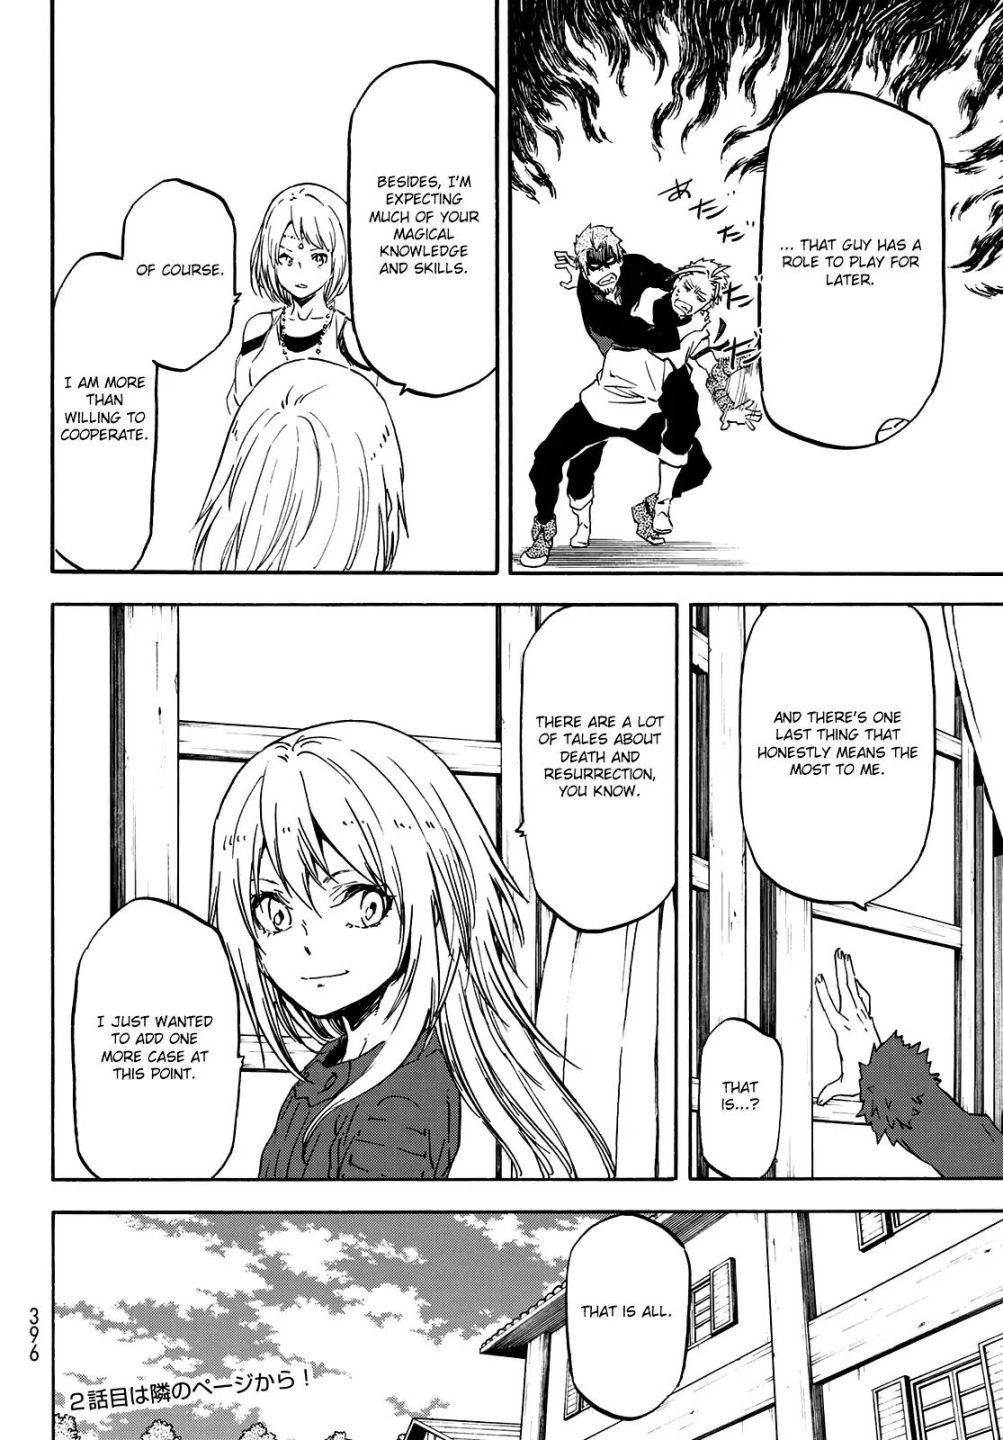 ... THAT GUY HAS A
ROLE TO PLAY FOR
LATER.
あ
た
た
だ
だ
BESIDES, I'M
EXPECTING
MUCH OF YOUR
MAGICAL
KNOWLEDGE
AND SKILLS.
OF COURSE.
I AM MORE
THAN
WILLING TO
COOPERATE.
AND THERE'S ONE
LAST THING THAT
HONESTLY MEANS THE
MOST TO ME.
THAT
IS...?
THERE ARE A LOT
OF TALES ABOUT
DEATH AND
RESURRECTION,
YOU KNOW.
I JUST WANTED
TO ADD ONE
MORE CASE AT
THIS POINT.
THAT IS ALL.
2話目は隣のページから！
396